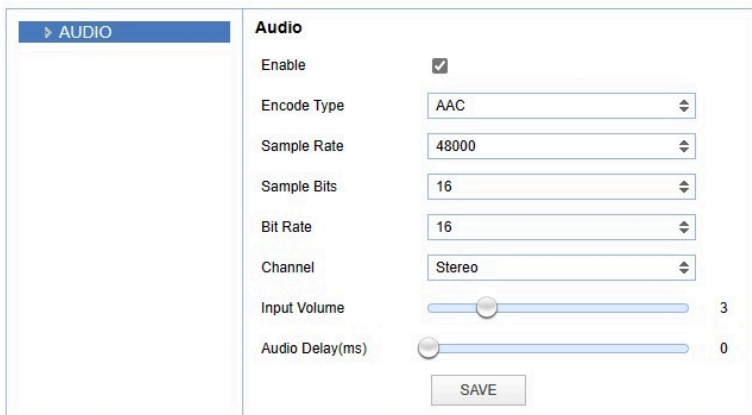 AUDIO
Audio
Enable
Encode Type AAC
Sample Rate 48000
Sample Bits 16
Bit Rate 16
Channel Stereo
Input Volume 3
Audio Delay(ms) 0
SAVE